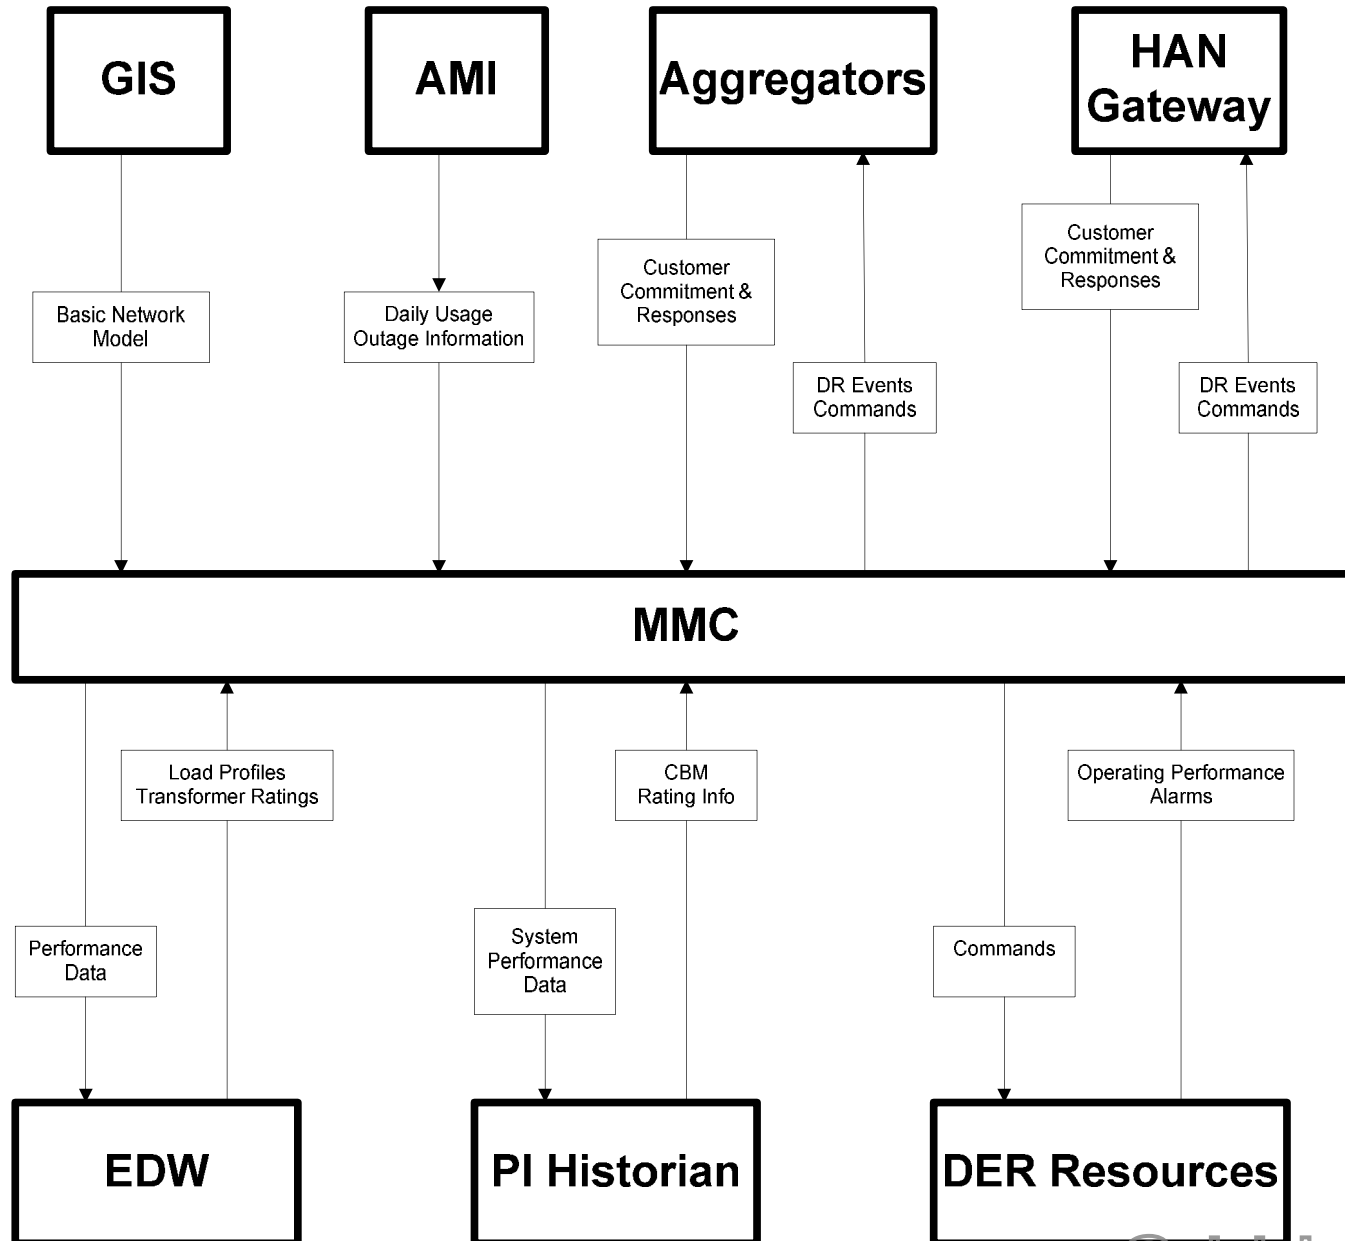 GIS
AMI
Aggregators
HAN
Gateway
Customer
Commitment &
Responses
Customer
Commitment &
Responses
Basic Network
Model
Daily Usage
Outage Information
DR Events
Commands
DR Events
Commands
MMC
Load Profiles
Transformer Ratings
CBM
Rating Info
Operating Performance
Alarms
Performance
Data
System
Performance
Data
Commands
EDW
PI Historian
DER Resources